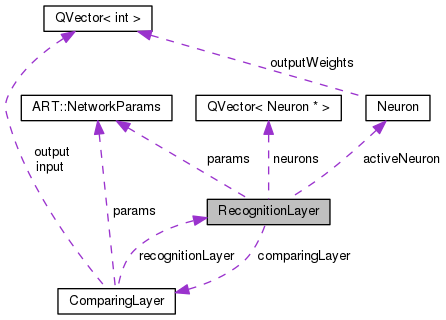 QVector< int >
outputWeights
ART::NetworkParams
QVector< Neuron * >
Neuron
output
input
params
neurons
activeNeuron
params
RecognitionLayer
recognitionLayer
comparingLayer
ComparingLayer